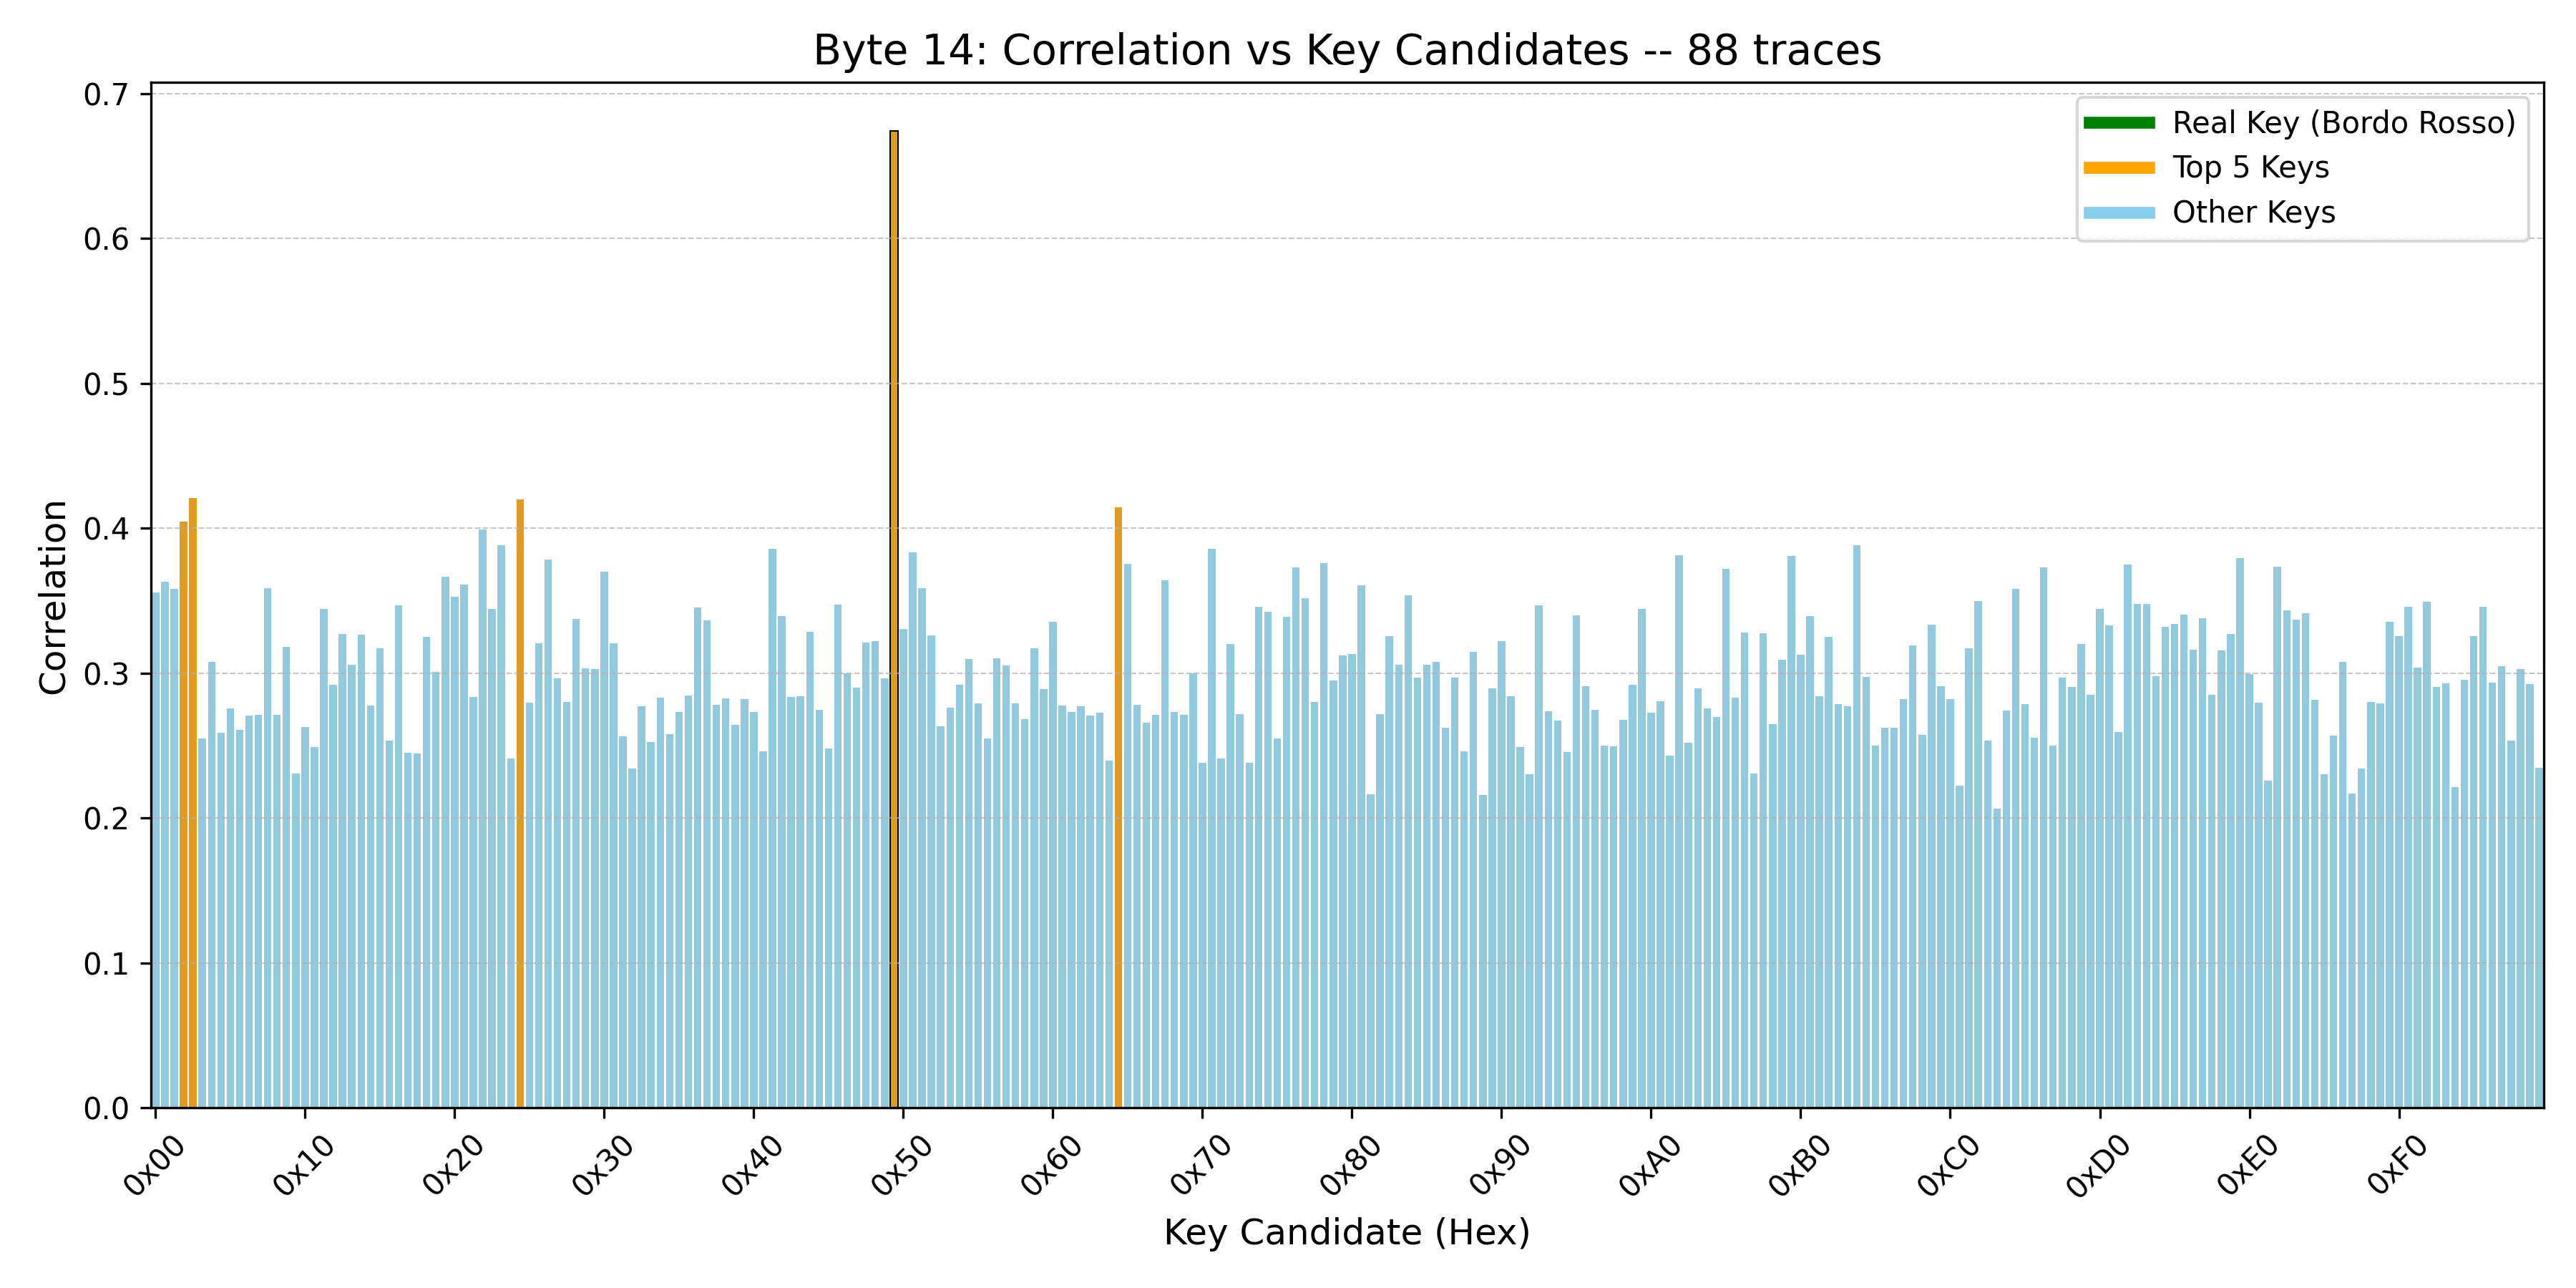 Byte 14: Correlation vs Key Candidates -- 88 traces
Real Key (Bordo Rosso)
Top 5 Keys
Other Keys
Correlation
0.7
0.6
0.5
0.4
0.3
0.2
0.1
0.0
0x00 0x10 0x20 0x30 0x40 0x50 0x60 0x70 0x80 0x90 0xA0 0xB0 0xC0 0xD0 0xE0 0xF0
Key Candidate (Hex)